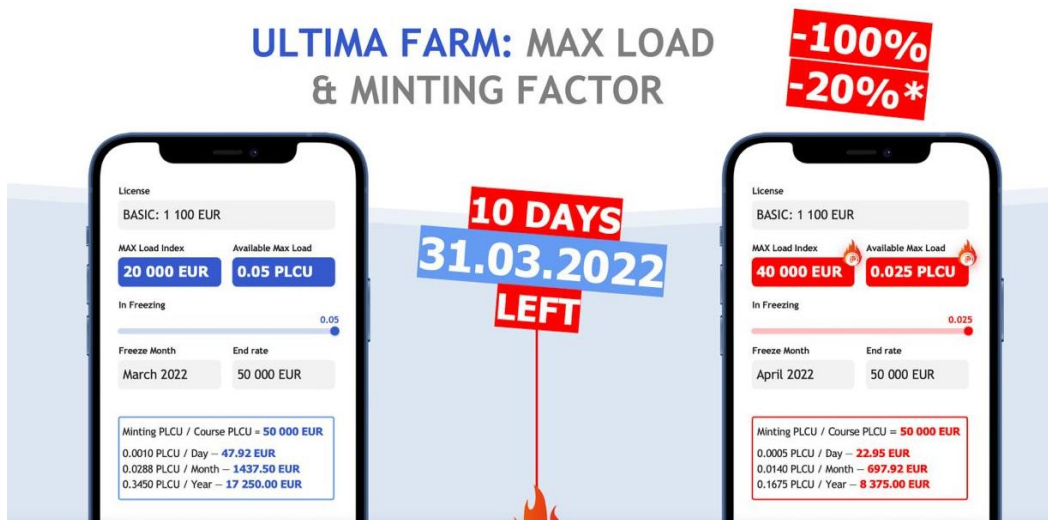 ULTIMA FARM: MAX LOAD
& MINTING FACTOR
-100%
-20%*
License
BASIC: 1 100 EUR
MAX Load Index Available Max Load
20 000 EUR 0.05 PLCU
In Freezing
0.05
Freeze Month End rate
March 2022 50 000 EUR
Minting PLCU / Course PLCU = 50 000 EUR
0.0010 PLCU / Day — 47.92 EUR
0.0288 PLCU / Month — 1437.50 EUR
0.3450 PLCU / Year — 17 250.00 EUR
10 DAYS
31.03.2022
LEFT
License
BASIC: 1 100 EUR
MAX Load Index Available Max Load
40 000 EUR 0.025 PLCU
In Freezing
0.025
Freeze Month End rate
April 2022 50 000 EUR
Minting PLCU / Course PLCU = 50 000 EUR
0.0005 PLCU / Day — 22.95 EUR
0.0140 PLCU / Month — 697.92 EUR
0.1675 PLCU / Year — 8 375.00 EUR